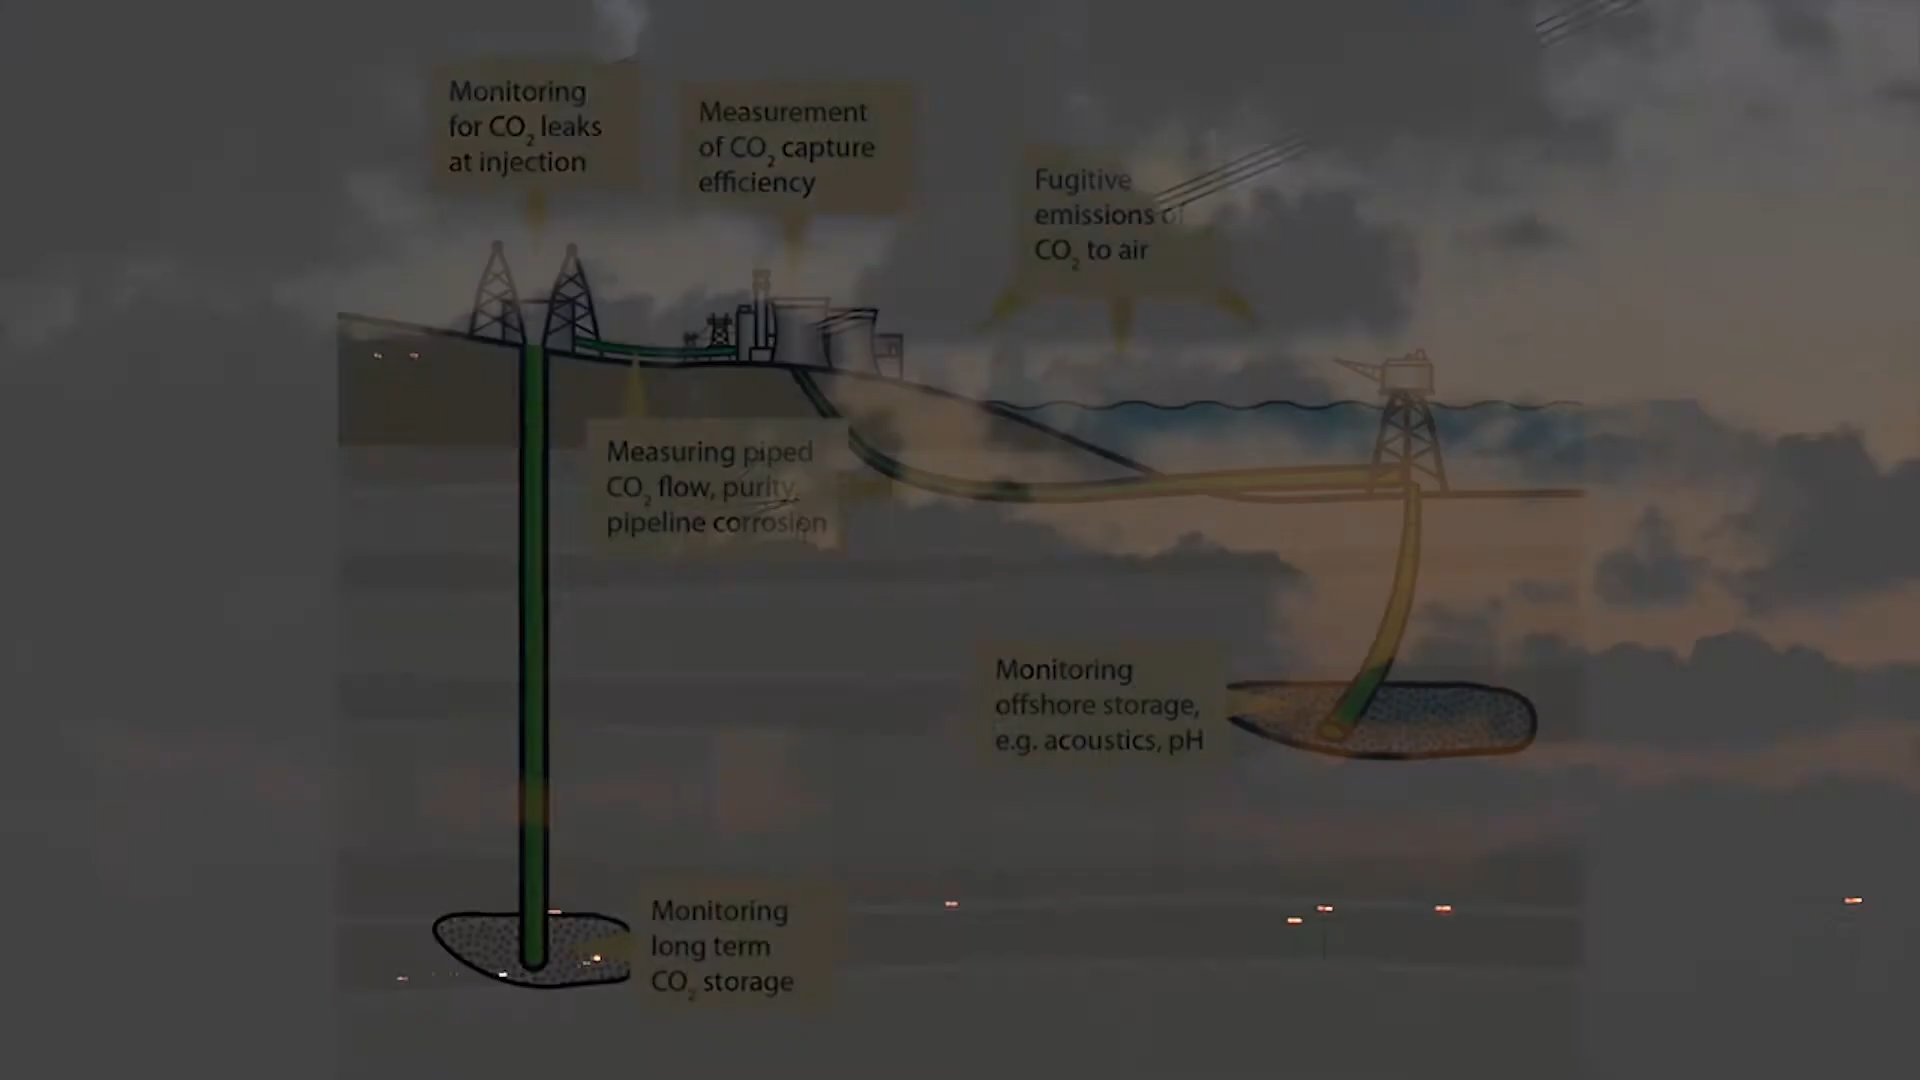 Monitoring
for CO₂ leaks
at injection
Measurement
of CO₂ capture
efficiency
Fugitive
emissions of
CO₂ to air
Measuring piped
CO₂ flow, purity,
pipeline corrosion
Monitoring
offshore storage,
e.g. acoustics, pH
Monitoring
long term
CO₂ storage